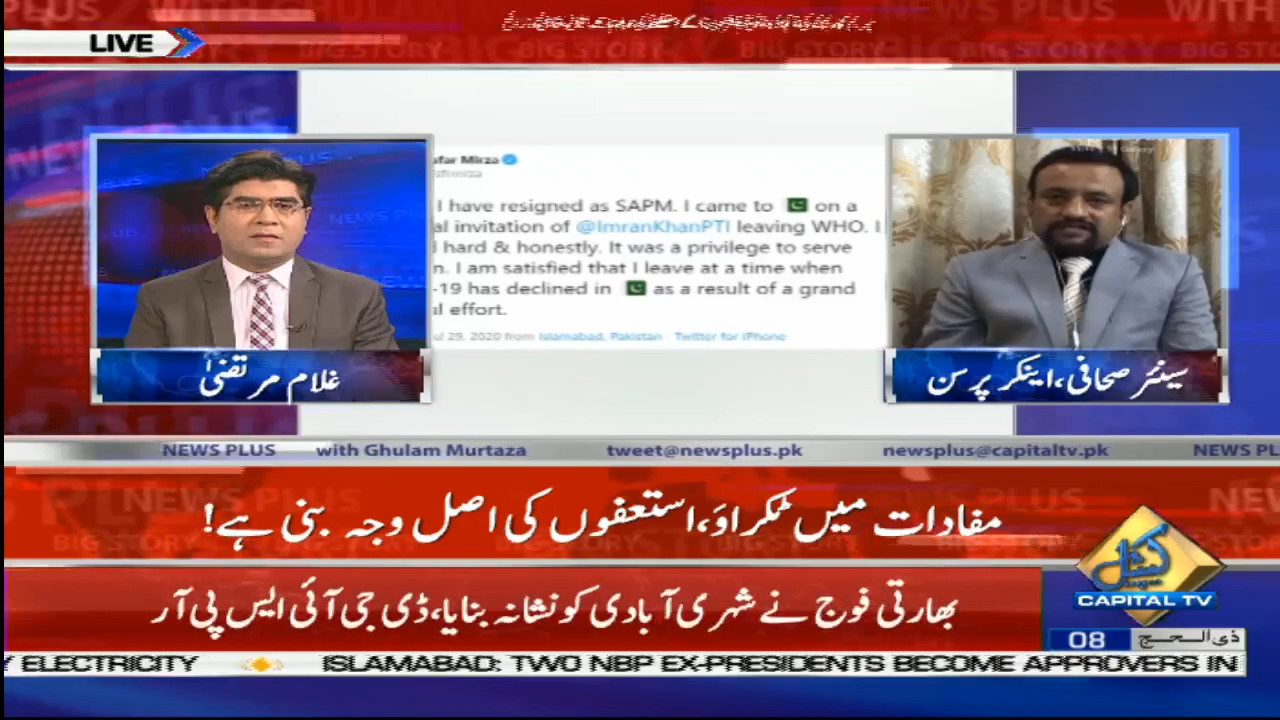 LIVE
afar Mirza
I have resigned as SAPM. I came to on a
al invitation of @ImranKhanPTI leaving WHO. I
hard & honestly. It was a privilege to serve
n. I am satisfied that I leave at a time when
-19 has declined in as a result of a grand
al effort.
ul 29, 2020 from Islamabad, Pakistan · Twitter for iPhone
غلام مرتضیٰ
سینئر صحافی، اینکر پرسن
NEWS PLUS with Ghulam Murtaza tweet@newsplus.pk newsplus@capitaltv.pk NEWS PL
مفادات میں ٹکراؤ، استعفوں کی اصل وجہ بنی ہے!
بھارتی فوج نے شہری آبادی کو نشانہ بنایا، ڈی جی آئی ایس پی آر
کیپٹل
CAPITAL TV
08 ذی الحج
Y ELECTRICITY ISLAMABAD: TWO NBP EX-PRESIDENTS BECOME APPROVERS IN